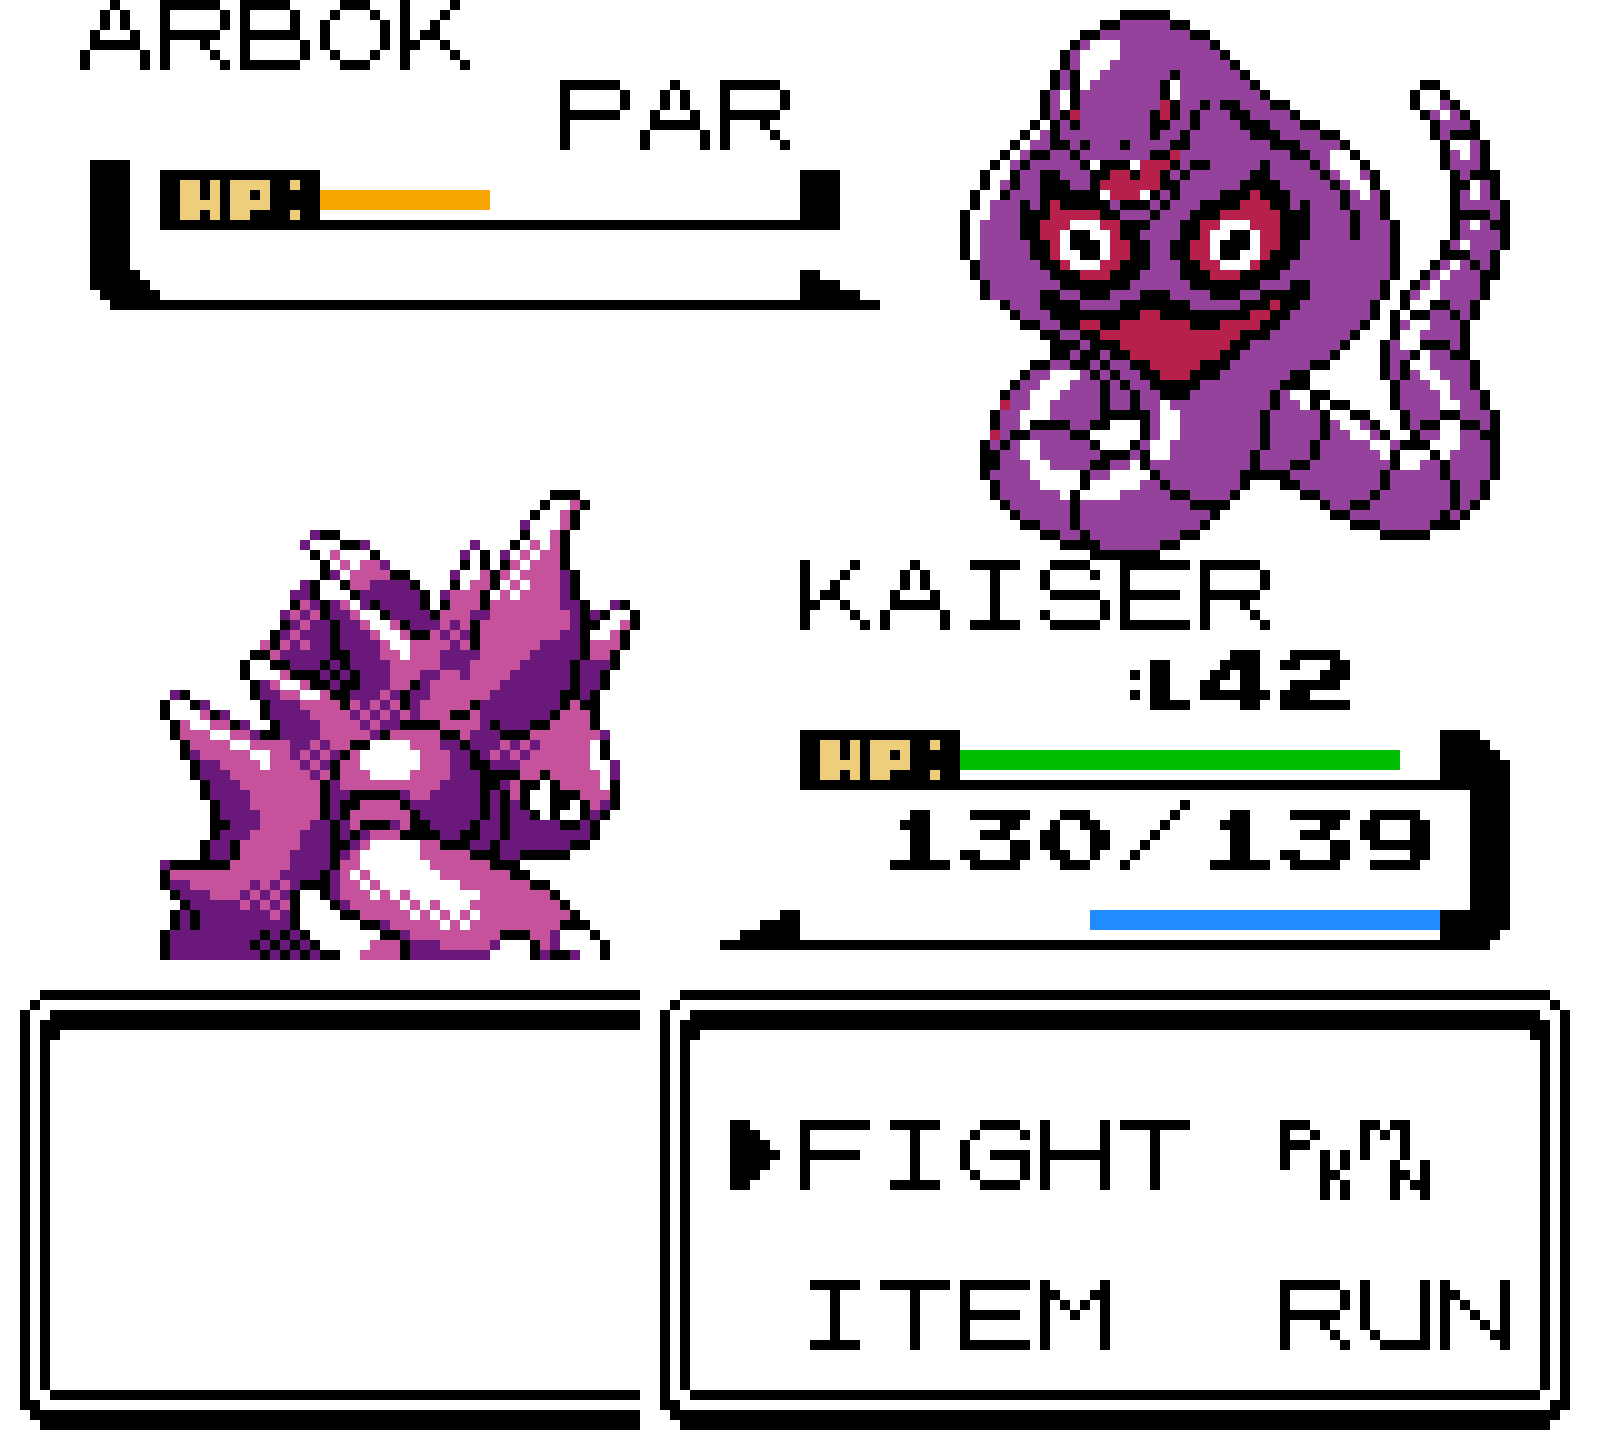 ARBOK
PAR
HP:
KAISER
:L42
HP:
130/139
▶FIGHT PKMN
ITEM RUN